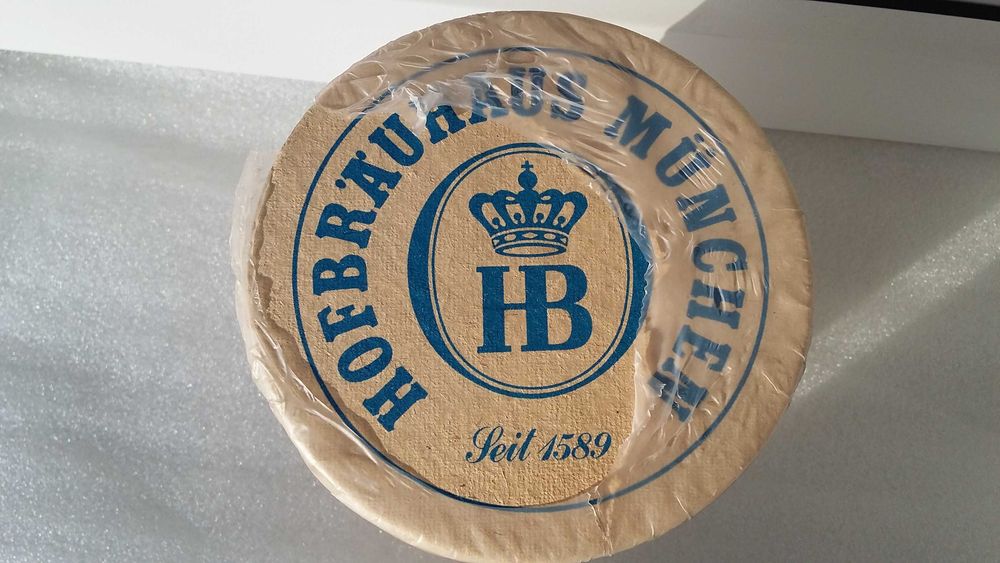 HOFBRÄUHAUS MÜNCHEN
HB
Seit 1589